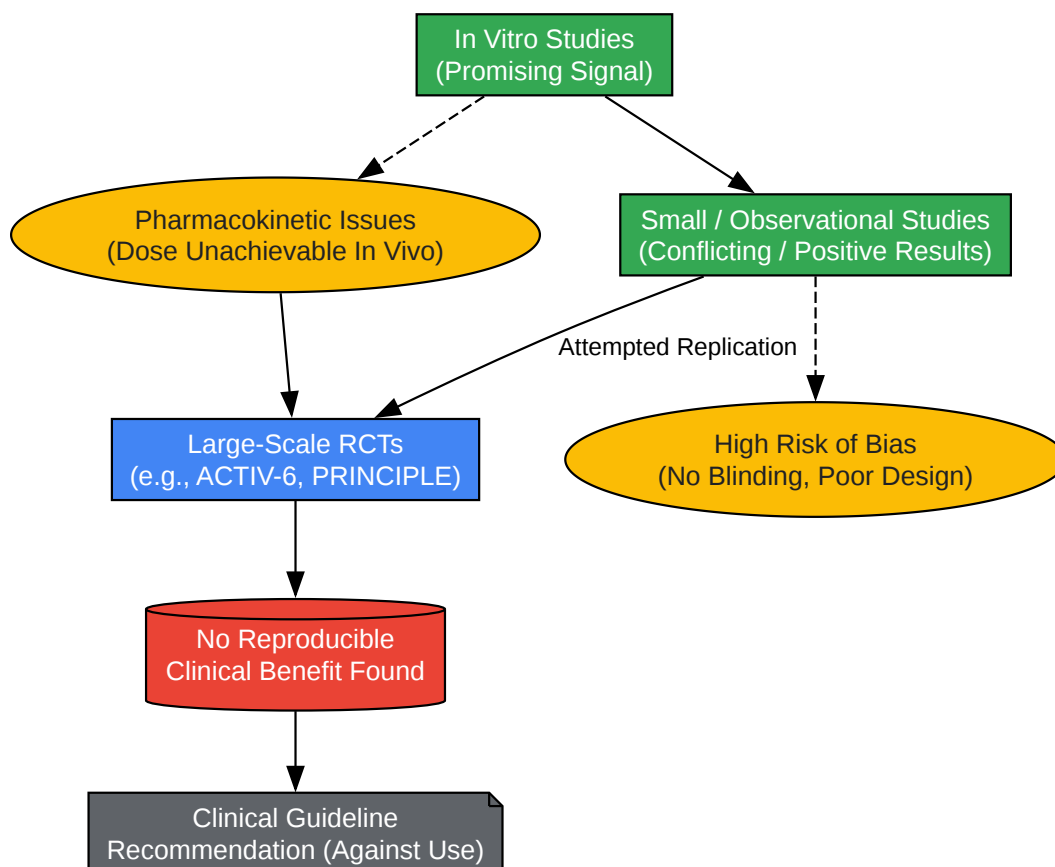 In Vitro Studies
(Promising Signal)
Pharmacokinetic Issues
(Dose Unachievable In Vivo)
Small / Observational Studies
(Conflicting / Positive Results)
Attempted Replication
Large-Scale RCTs
(e.g., ACTIV-6, PRINCIPLE)
High Risk of Bias
(No Blinding, Poor Design)
No Reproducible
Clinical Benefit Found
Clinical Guideline
Recommendation (Against Use)